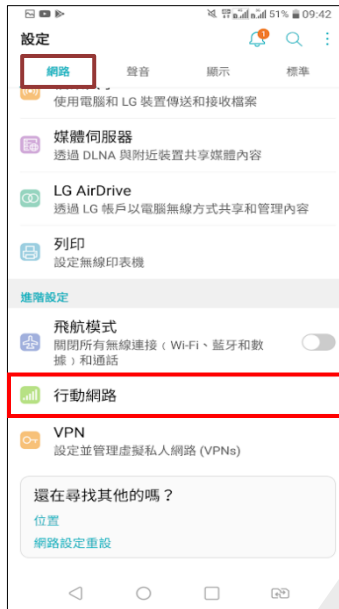 51% 09:42
設定
網路 聲音 顯示 標準
使用電腦和 LG 裝置傳送和接收檔案
媒體伺服器
透過 DLNA 與附近裝置共享媒體內容
LG AirDrive
透過 LG 帳戶以電腦無線方式共享和管理內容
列印
設定無線印表機
進階設定
飛航模式
關閉所有無線連接（Wi-Fi、藍牙和數
據）和通話
行動網路
VPN
設定並管理虛擬私人網路 (VPNs)
還在尋找其他的嗎？
位置
網路設定重設